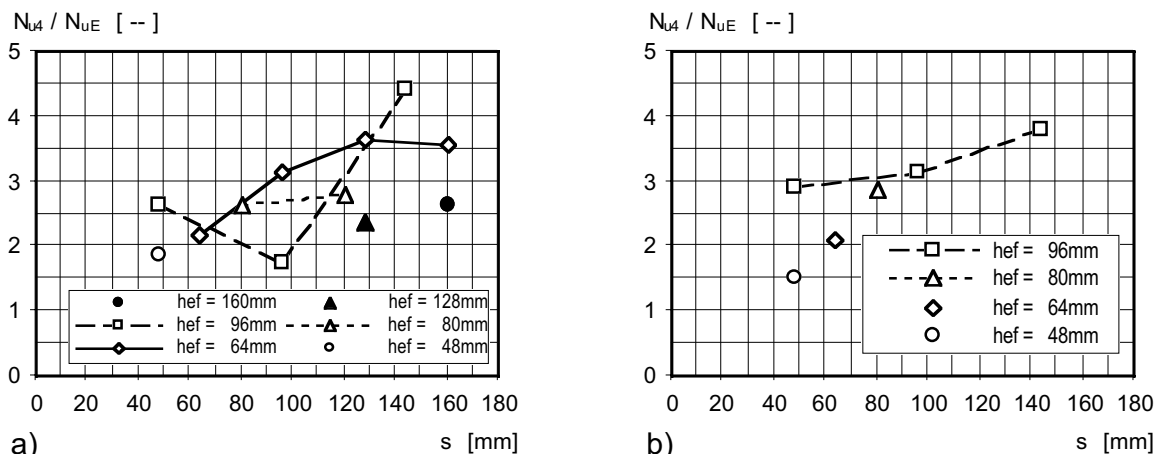 Nu4 / NuE [ -- ]
5
4
3
2
1
0
hef = 160mm
hef = 128mm
hef = 96mm
hef = 80mm
hef = 64mm
hef = 48mm
0 20 40 60 80 100 120 140 160 180
a)
s [mm]
Nu4 / NuE [ -- ]
5
4
3
2
1
0
hef = 96mm
hef = 80mm
hef = 64mm
hef = 48mm
0 20 40 60 80 100 120 140 160 180
b)
s [mm]